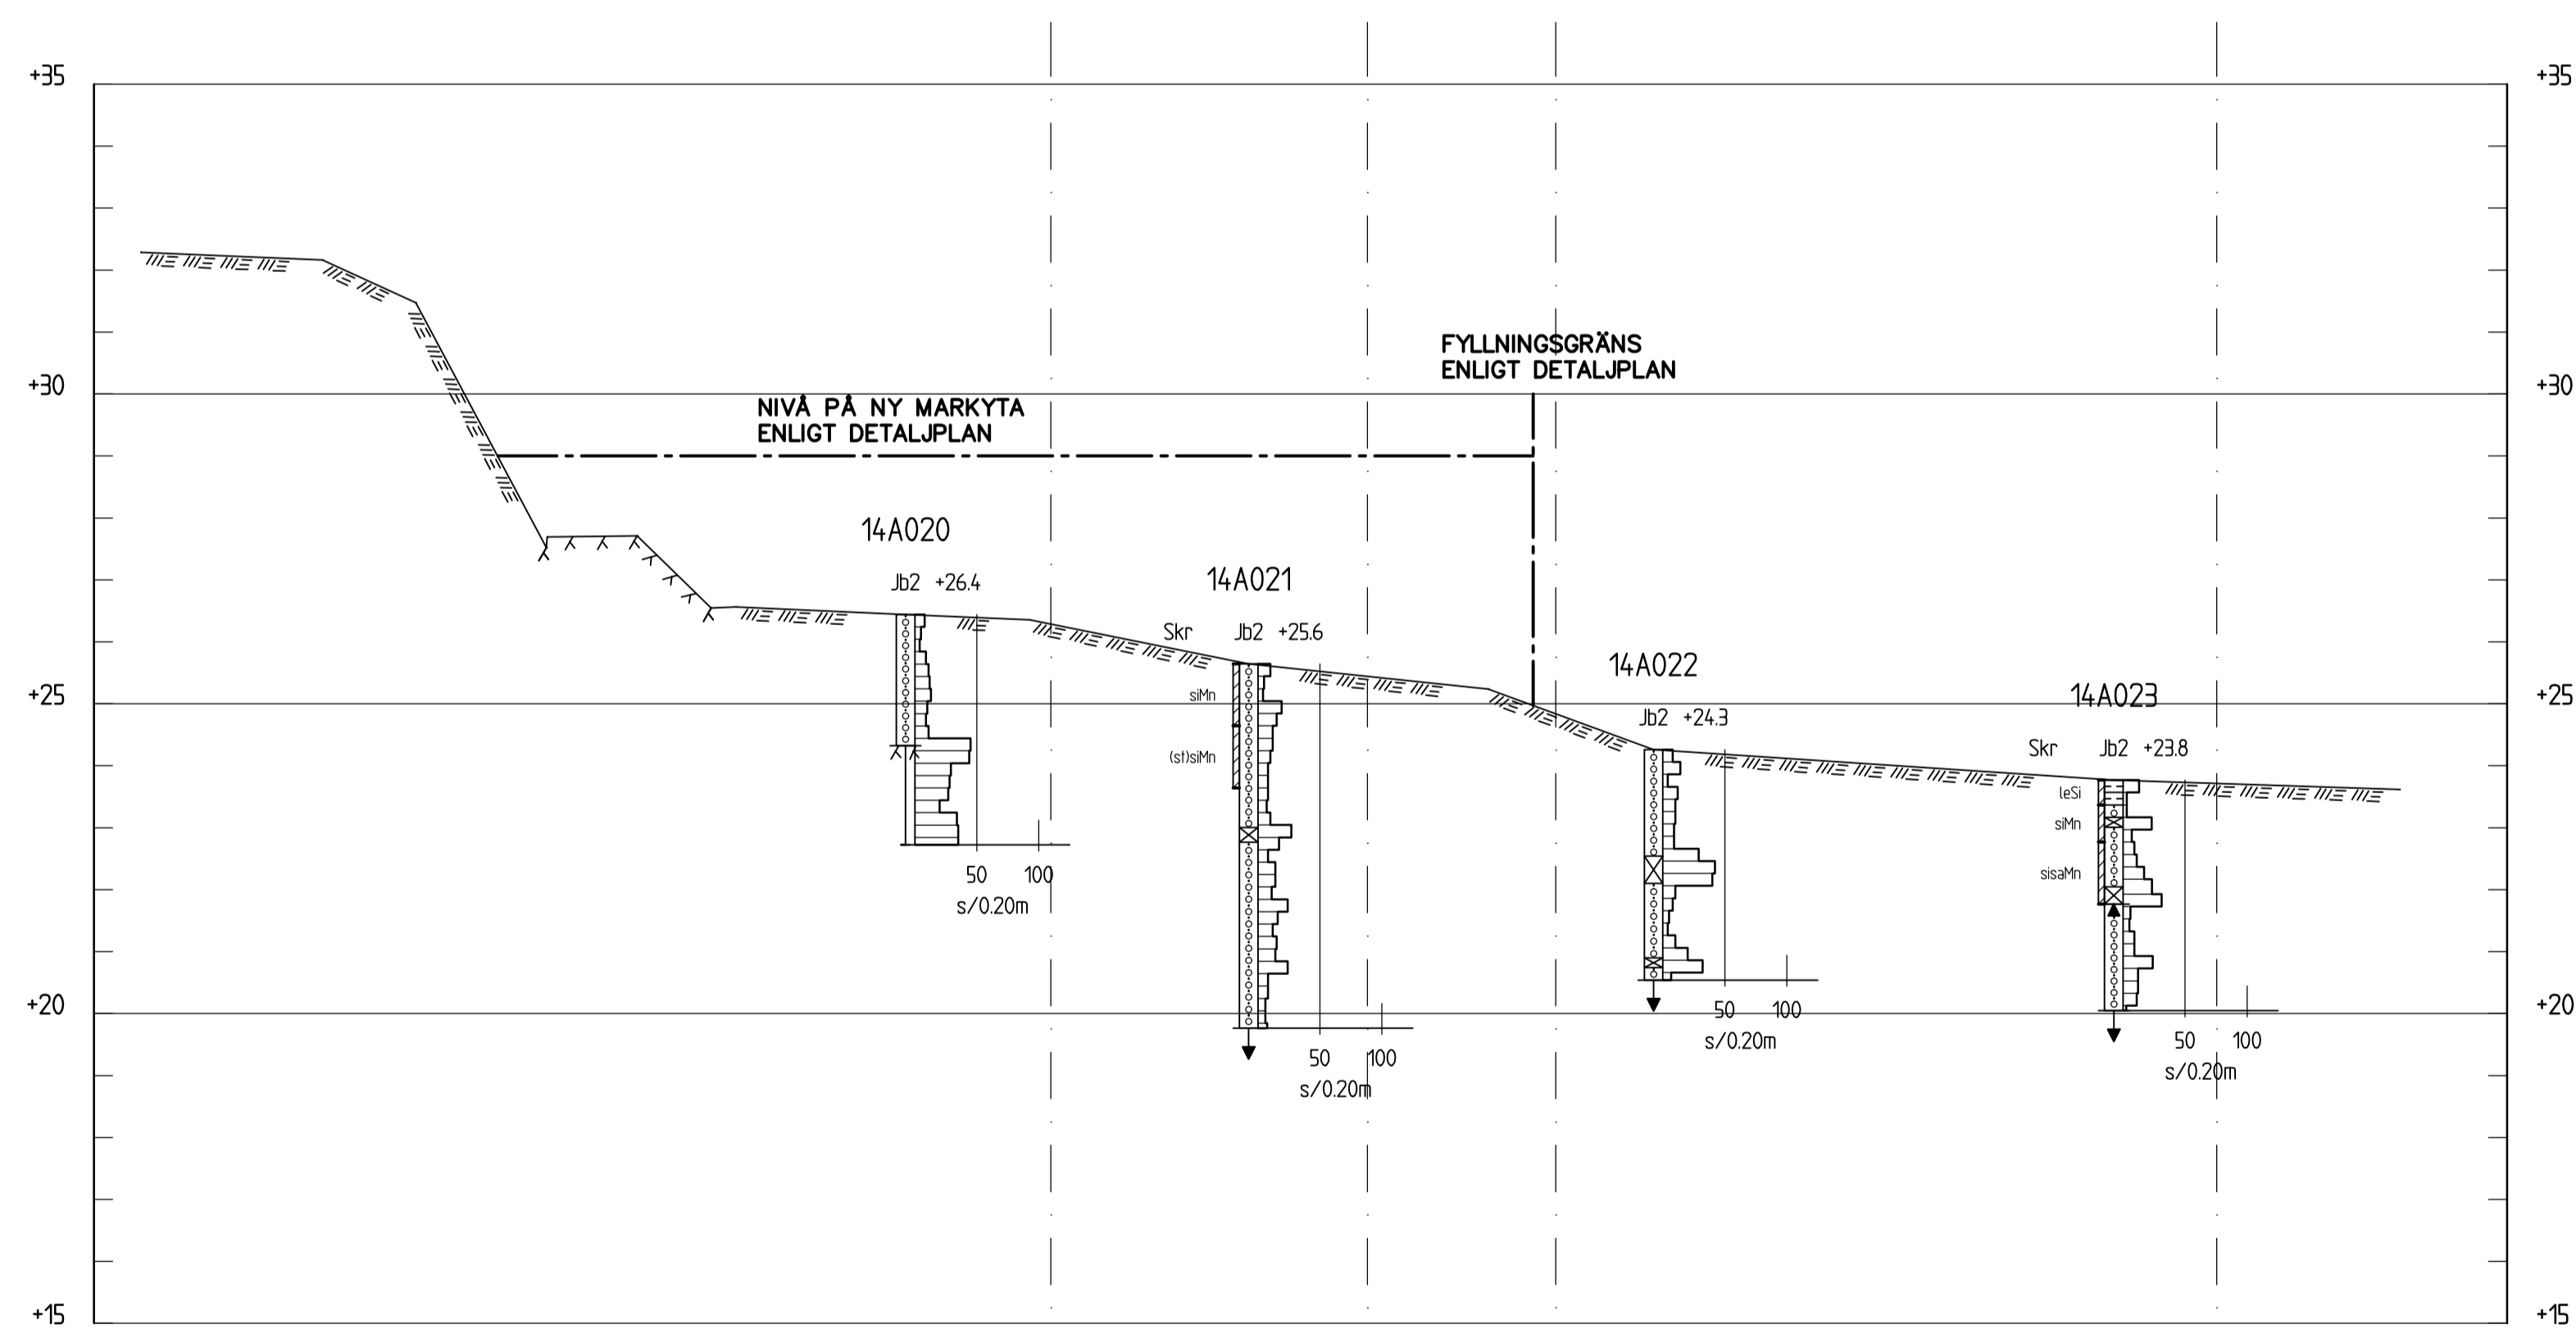 +35 +35
FYLLNINGSGRÄNS
ENLIGT DETALJPLAN
+30 +30
NIVÅ PÅ NY MARKYTA
ENLIGT DETALJPLAN
14A020
Jb2 +26.4
14A021
Skr Jb2 +25.6
14A022
Jb2 +24.3
+25 +25
siMn
14A023
Skr Jb2 +23.8
(st)siMn
leSi
siMn
sisaMn
50 100
s/0.20m
+20 +20
50 100
s/0.20m
50 100
s/0.20m
50 100
s/0.20m
+15 +15